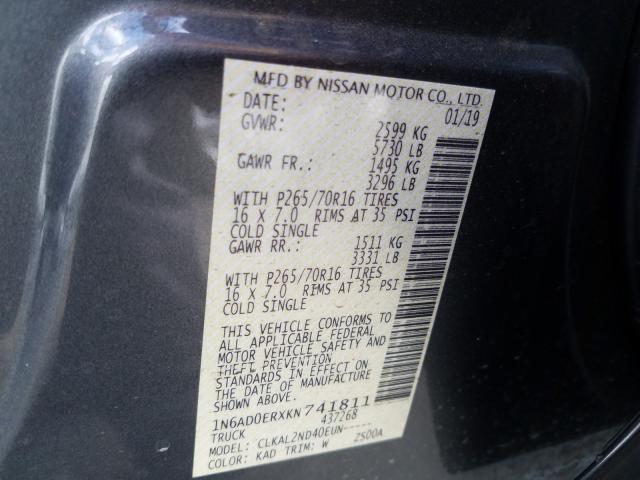 MFD BY NISSAN MOTOR CO., LTD.
DATE: 01/19
GVWR: 2599 KG
5730 LB
GAWR FR.: 1495 KG
3296 LB
WITH P265/70R16 TIRES
16 X 7.0 RIMS AT 35 PSI
COLD SINGLE
GAWR RR.: 1511 KG
3331 LB
WITH P265/70R16 TIRES
16 X 7.0 RIMS AT 35 PSI
COLD SINGLE
THIS VEHICLE CONFORMS TO
ALL APPLICABLE FEDERAL
MOTOR VEHICLE SAFETY AND
THEFT PREVENTION
STANDARDS IN EFFECT ON
THE DATE OF MANUFACTURE
SHOWN ABOVE.
1N6AD0ERXKN741811
TRUCK 437268
MODEL: CLKAL2ND40EUN-----
COLOR: KAD TRIM: W 2S00A